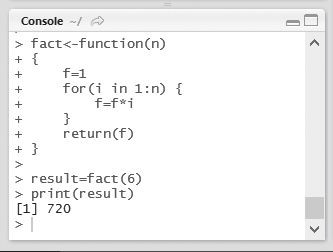 Console ~/
> fact<-function(n)
+ {
+     f=1
+     for(i in 1:n) {
+         f=f*i
+     }
+     return(f)
+ }
>
> result=fact(6)
> print(result)
[1] 720
>